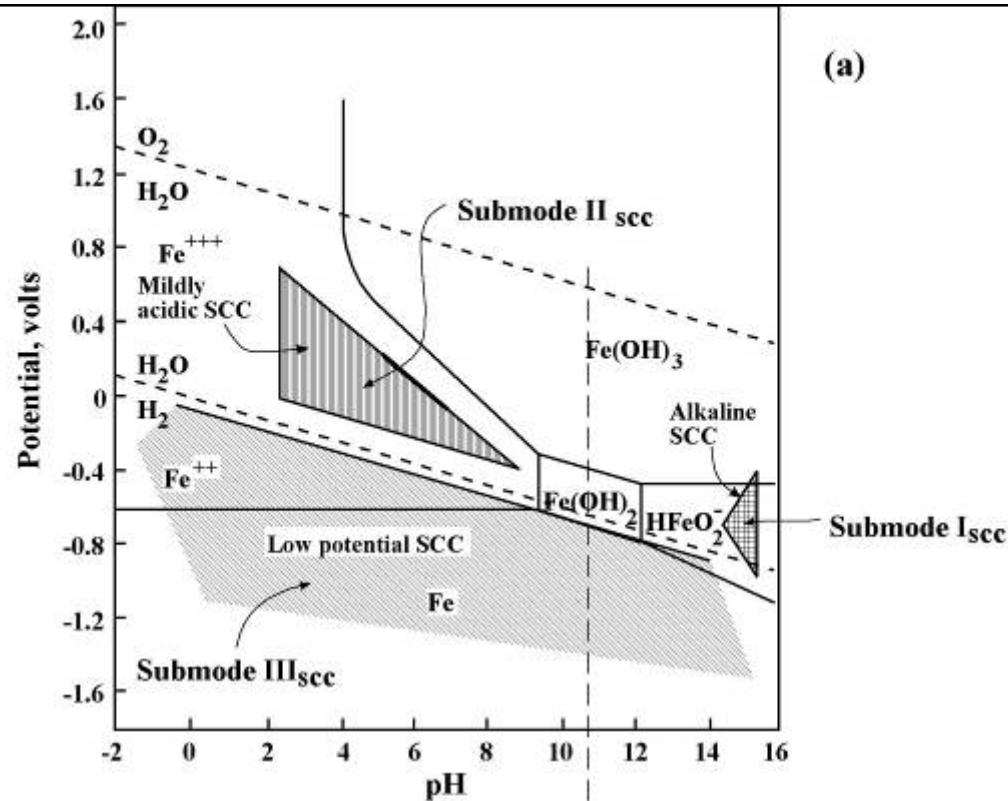 (a)
Potential, volts
2.0
1.6
1.2
0.8
0.4
0
-0.4
-0.8
-1.2
-1.6
O₂
H₂O
Fe⁺⁺⁺
Mildly
acidic SCC
Submode II scc
H₂O
H₂
Fe⁺⁺
Fe(OH)₃
Alkaline
SCC
Fe(OH)₂
HFeO₂⁻
Submode Iscc
Low potential SCC
Fe
Submode IIIscc
-2 0 2 4 6 8 10 12 14 16
pH